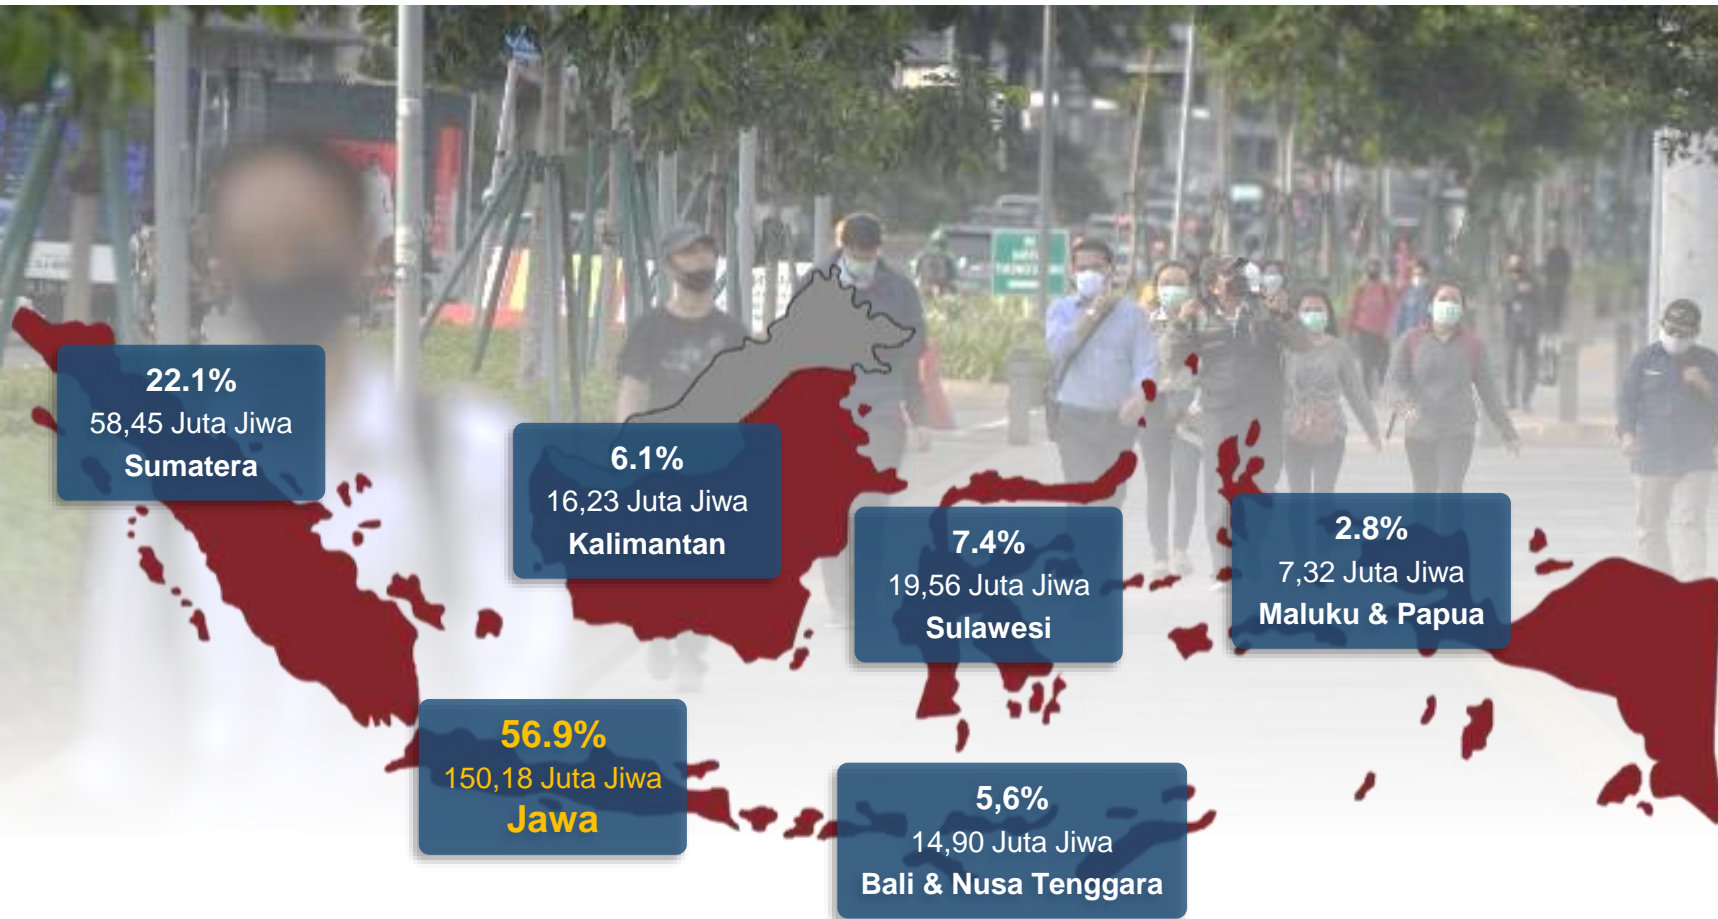 22.1%
58,45 Juta Jiwa
Sumatera
6.1%
16,23 Juta Jiwa
Kalimantan
7.4%
19,56 Juta Jiwa
Sulawesi
2.8%
7,32 Juta Jiwa
Maluku & Papua
56.9%
150,18 Juta Jiwa
Jawa
5,6%
14,90 Juta Jiwa
Bali & Nusa Tenggara